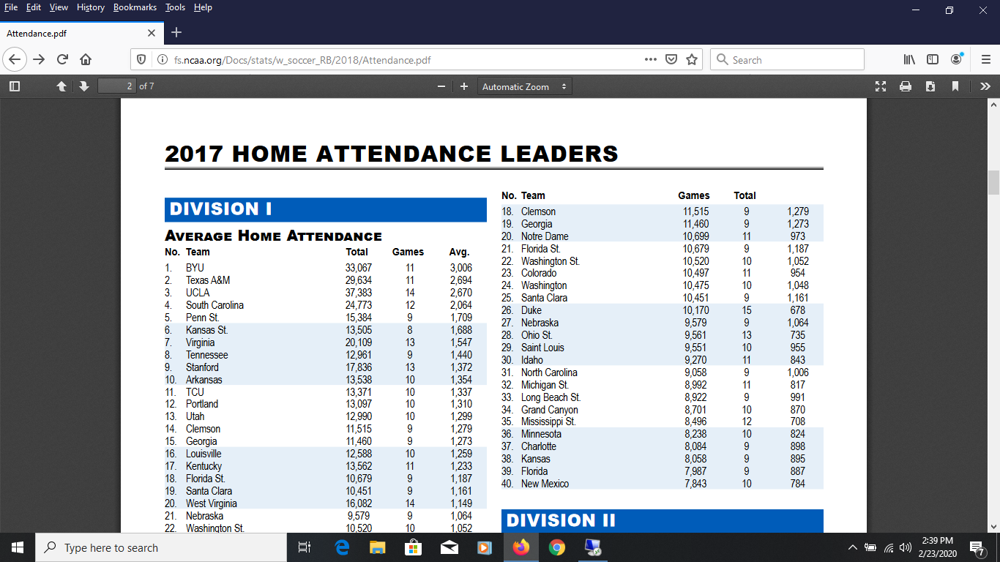 File Edit View History Bookmarks Tools Help
Attendance.pdf
fs.ncaa.org/Docs/stats/w_soccer_RB/2018/Attendance.pdf
Search
2 of 7
Automatic Zoom
2017 HOME ATTENDANCE LEADERS
DIVISION I
AVERAGE HOME ATTENDANCE
No. Team Total Games Avg.
1. BYU 33,067 11 3,006
2. Texas A&M 29,634 11 2,694
3. UCLA 37,383 14 2,670
4. South Carolina 24,773 12 2,064
5. Penn St. 15,384 9 1,709
6. Kansas St. 13,505 8 1,688
7. Virginia 20,109 13 1,547
8. Tennessee 12,961 9 1,440
9. Stanford 17,836 13 1,372
10. Arkansas 13,538 10 1,354
11. TCU 13,371 10 1,337
12. Portland 13,097 10 1,310
13. Utah 12,990 10 1,299
14. Clemson 11,515 9 1,279
15. Georgia 11,460 9 1,273
16. Louisville 12,588 10 1,259
17. Kentucky 13,562 11 1,233
18. Florida St. 10,679 9 1,187
19. Santa Clara 10,451 9 1,161
20. West Virginia 16,082 14 1,149
21. Nebraska 9,579 9 1,064
22. Washington St. 10,520 10 1,052
No. Team Games Total
18. Clemson 11,515 9 1,279
19. Georgia 11,460 9 1,273
20. Notre Dame 10,699 11 973
21. Florida St. 10,679 9 1,187
22. Washington St. 10,520 10 1,052
23. Colorado 10,497 11 954
24. Washington 10,475 10 1,048
25. Santa Clara 10,451 9 1,161
26. Duke 10,170 15 678
27. Nebraska 9,579 9 1,064
28. Ohio St. 9,561 13 735
29. Saint Louis 9,551 10 955
30. Idaho 9,270 11 843
31. North Carolina 9,058 9 1,006
32. Michigan St. 8,992 11 817
33. Long Beach St. 8,922 9 991
34. Grand Canyon 8,701 10 870
35. Mississippi St. 8,496 12 708
36. Minnesota 8,238 10 824
37. Charlotte 8,084 9 898
38. Kansas 8,058 9 895
39. Florida 7,987 9 887
40. New Mexico 7,843 10 784
DIVISION II
Type here to search
2:39 PM
2/23/2020
7